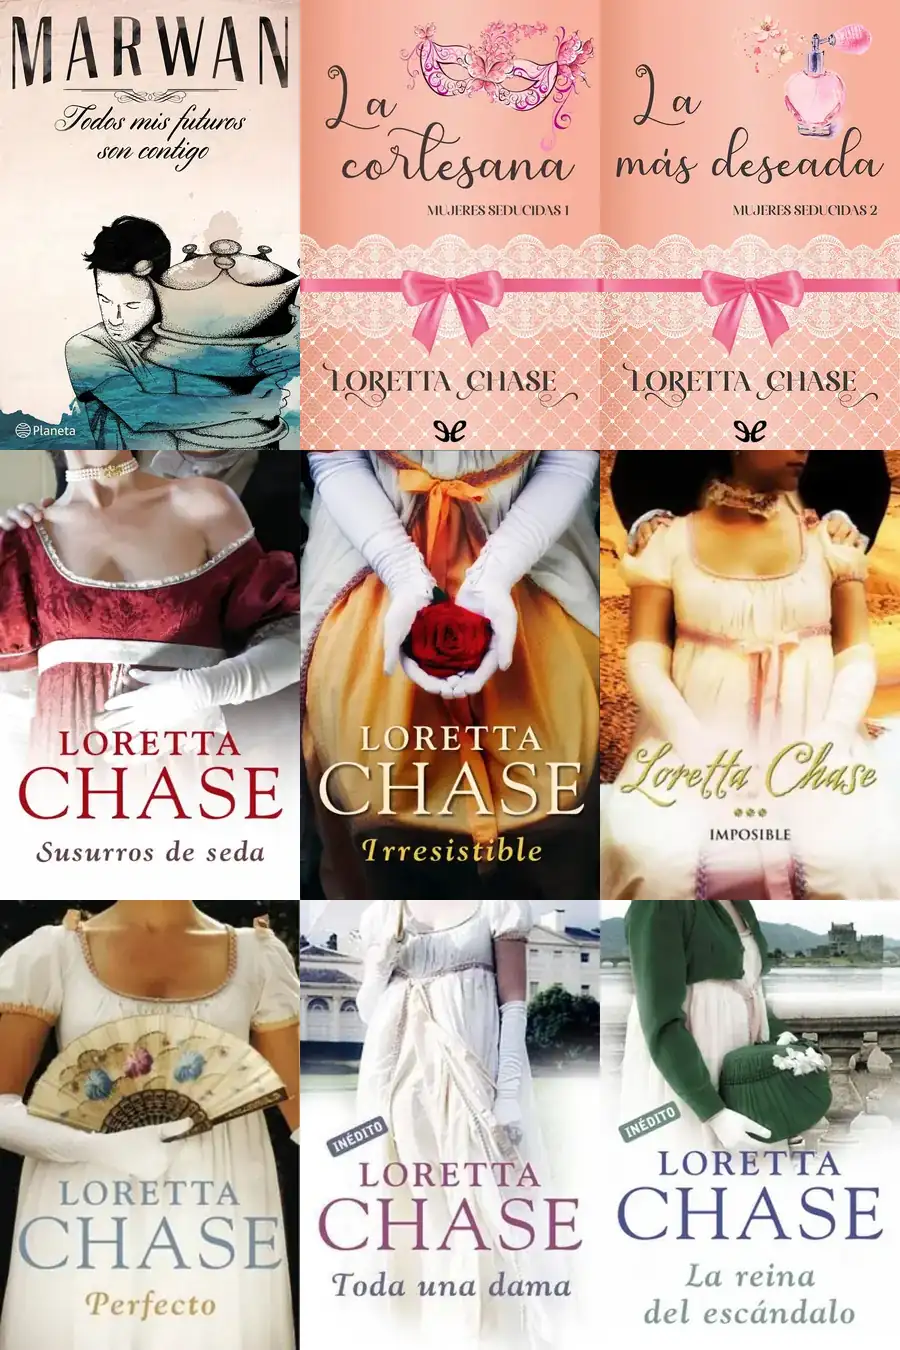 MARWAN
Todos mis futuros
son contigo
Planeta
La
cortesana
MUJERES SEDUCIDAS 1
LORETTA CHASE
La
más deseada
MUJERES SEDUCIDAS 2
LORETTA CHASE
LORETTA
CHASE
Susurros de seda
LORETTA
CHASE
Irresistible
Loretta Chase
IMPOSIBLE
LORETTA
CHASE
Perfecto
INÉDITO
LORETTA
CHASE
Toda una dama
INÉDITO
LORETTA
CHASE
La reina
del escándalo